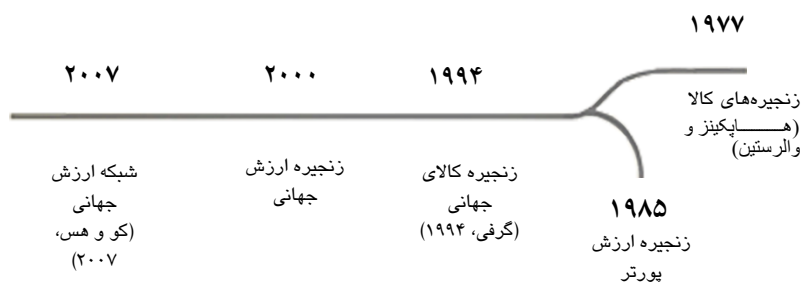 ۱۹۷۷
زنجیره‌های کالا
(هـــــاپکینز و
والرستین)
۱۹۸۵
زنجیره ارزش
پورتر
۱۹۹۴
زنجیره کالای
جهانی
(گرفی، ۱۹۹۴)
۲۰۰۰
زنجیره ارزش
جهانی
۲۰۰۷
شبکه ارزش
جهانی
(کو و هس،
۲۰۰۷)